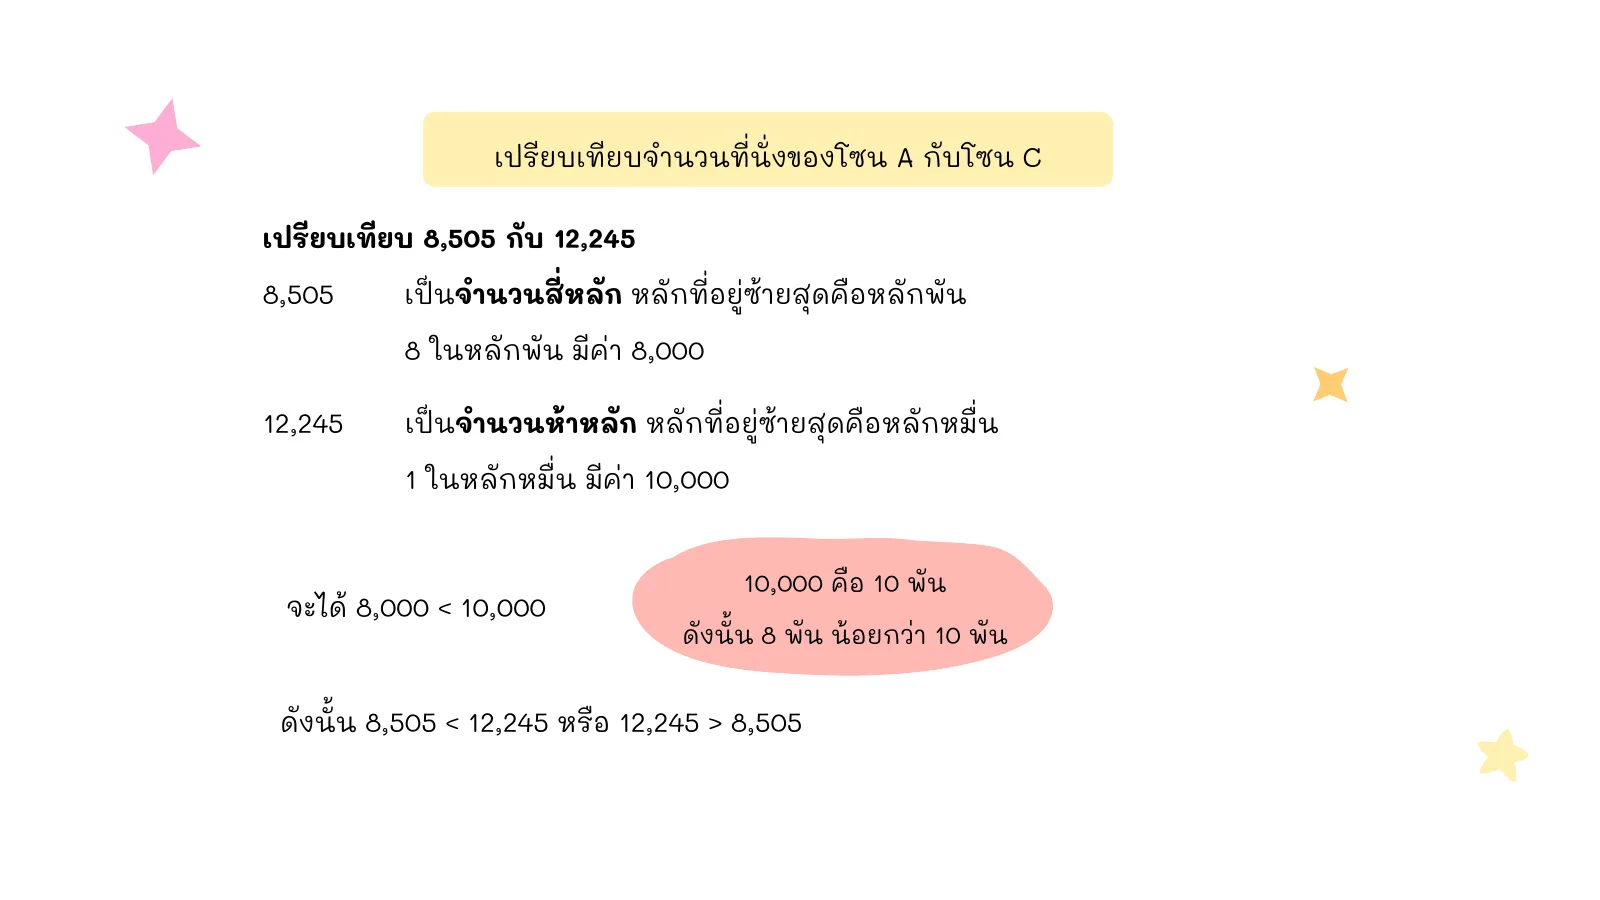 เปรียบเทียบจำนวนที่นั่งของโซน A กับโซน C
เปรียบเทียบ 8,505 กับ 12,245
8,505 เป็นจำนวนสี่หลัก หลักที่อยู่ซ้ายสุดคือหลักพัน
8 ในหลักพัน มีค่า 8,000
12,245 เป็นจำนวนห้าหลัก หลักที่อยู่ซ้ายสุดคือหลักหมื่น
1 ในหลักหมื่น มีค่า 10,000
จะได้ 8,000 < 10,000
10,000 คือ 10 พัน
ดังนั้น 8 พัน น้อยกว่า 10 พัน
ดังนั้น 8,505 < 12,245 หรือ 12,245 > 8,505